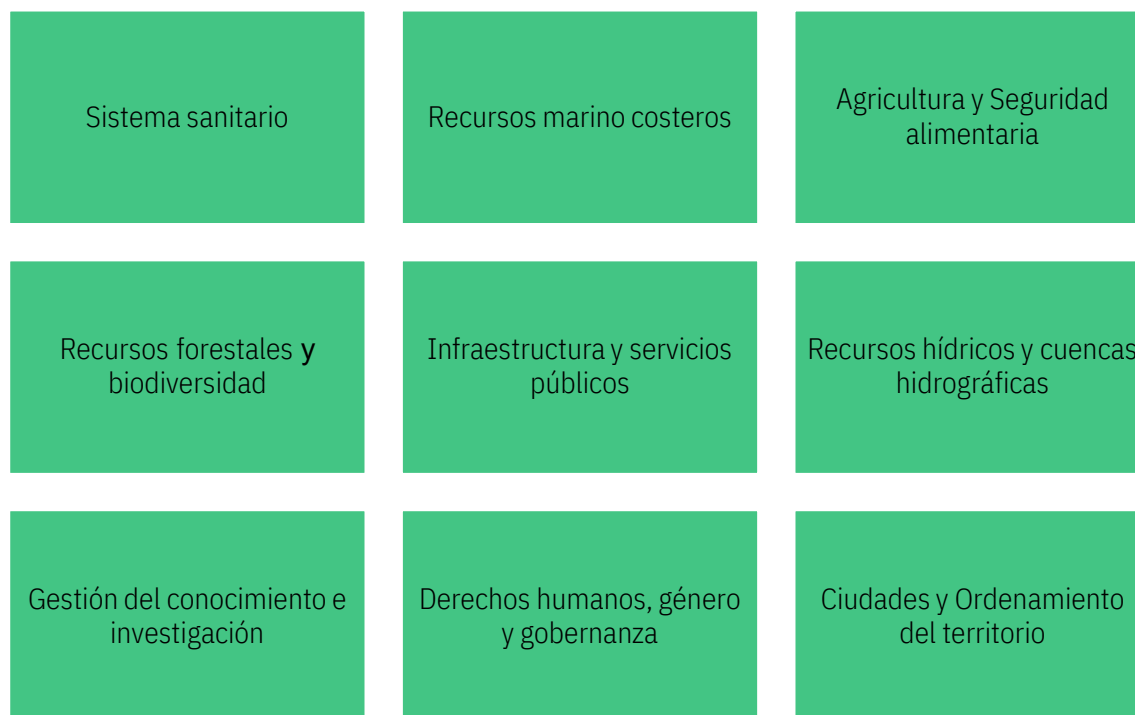 Sistema sanitario
Recursos marino costeros
Agricultura y Seguridad
alimentaria
Recursos forestales y
biodiversidad
Infraestructura y servicios
públicos
Recursos hídricos y cuencas
hidrográficas
Gestión del conocimiento e
investigación
Derechos humanos, género
y gobernanza
Ciudades y Ordenamiento
del territorio